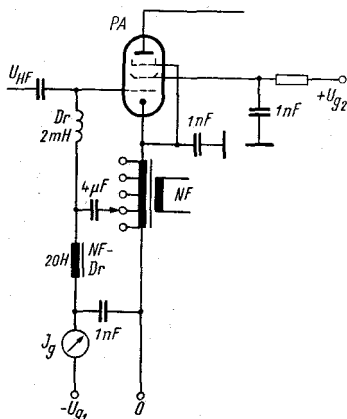 PA
U_HF
Dr
2mH
1nF
+U_g2
1nF
4µF
NF
20H
NF-
Dr
1nF
J_g
-U_g1
0